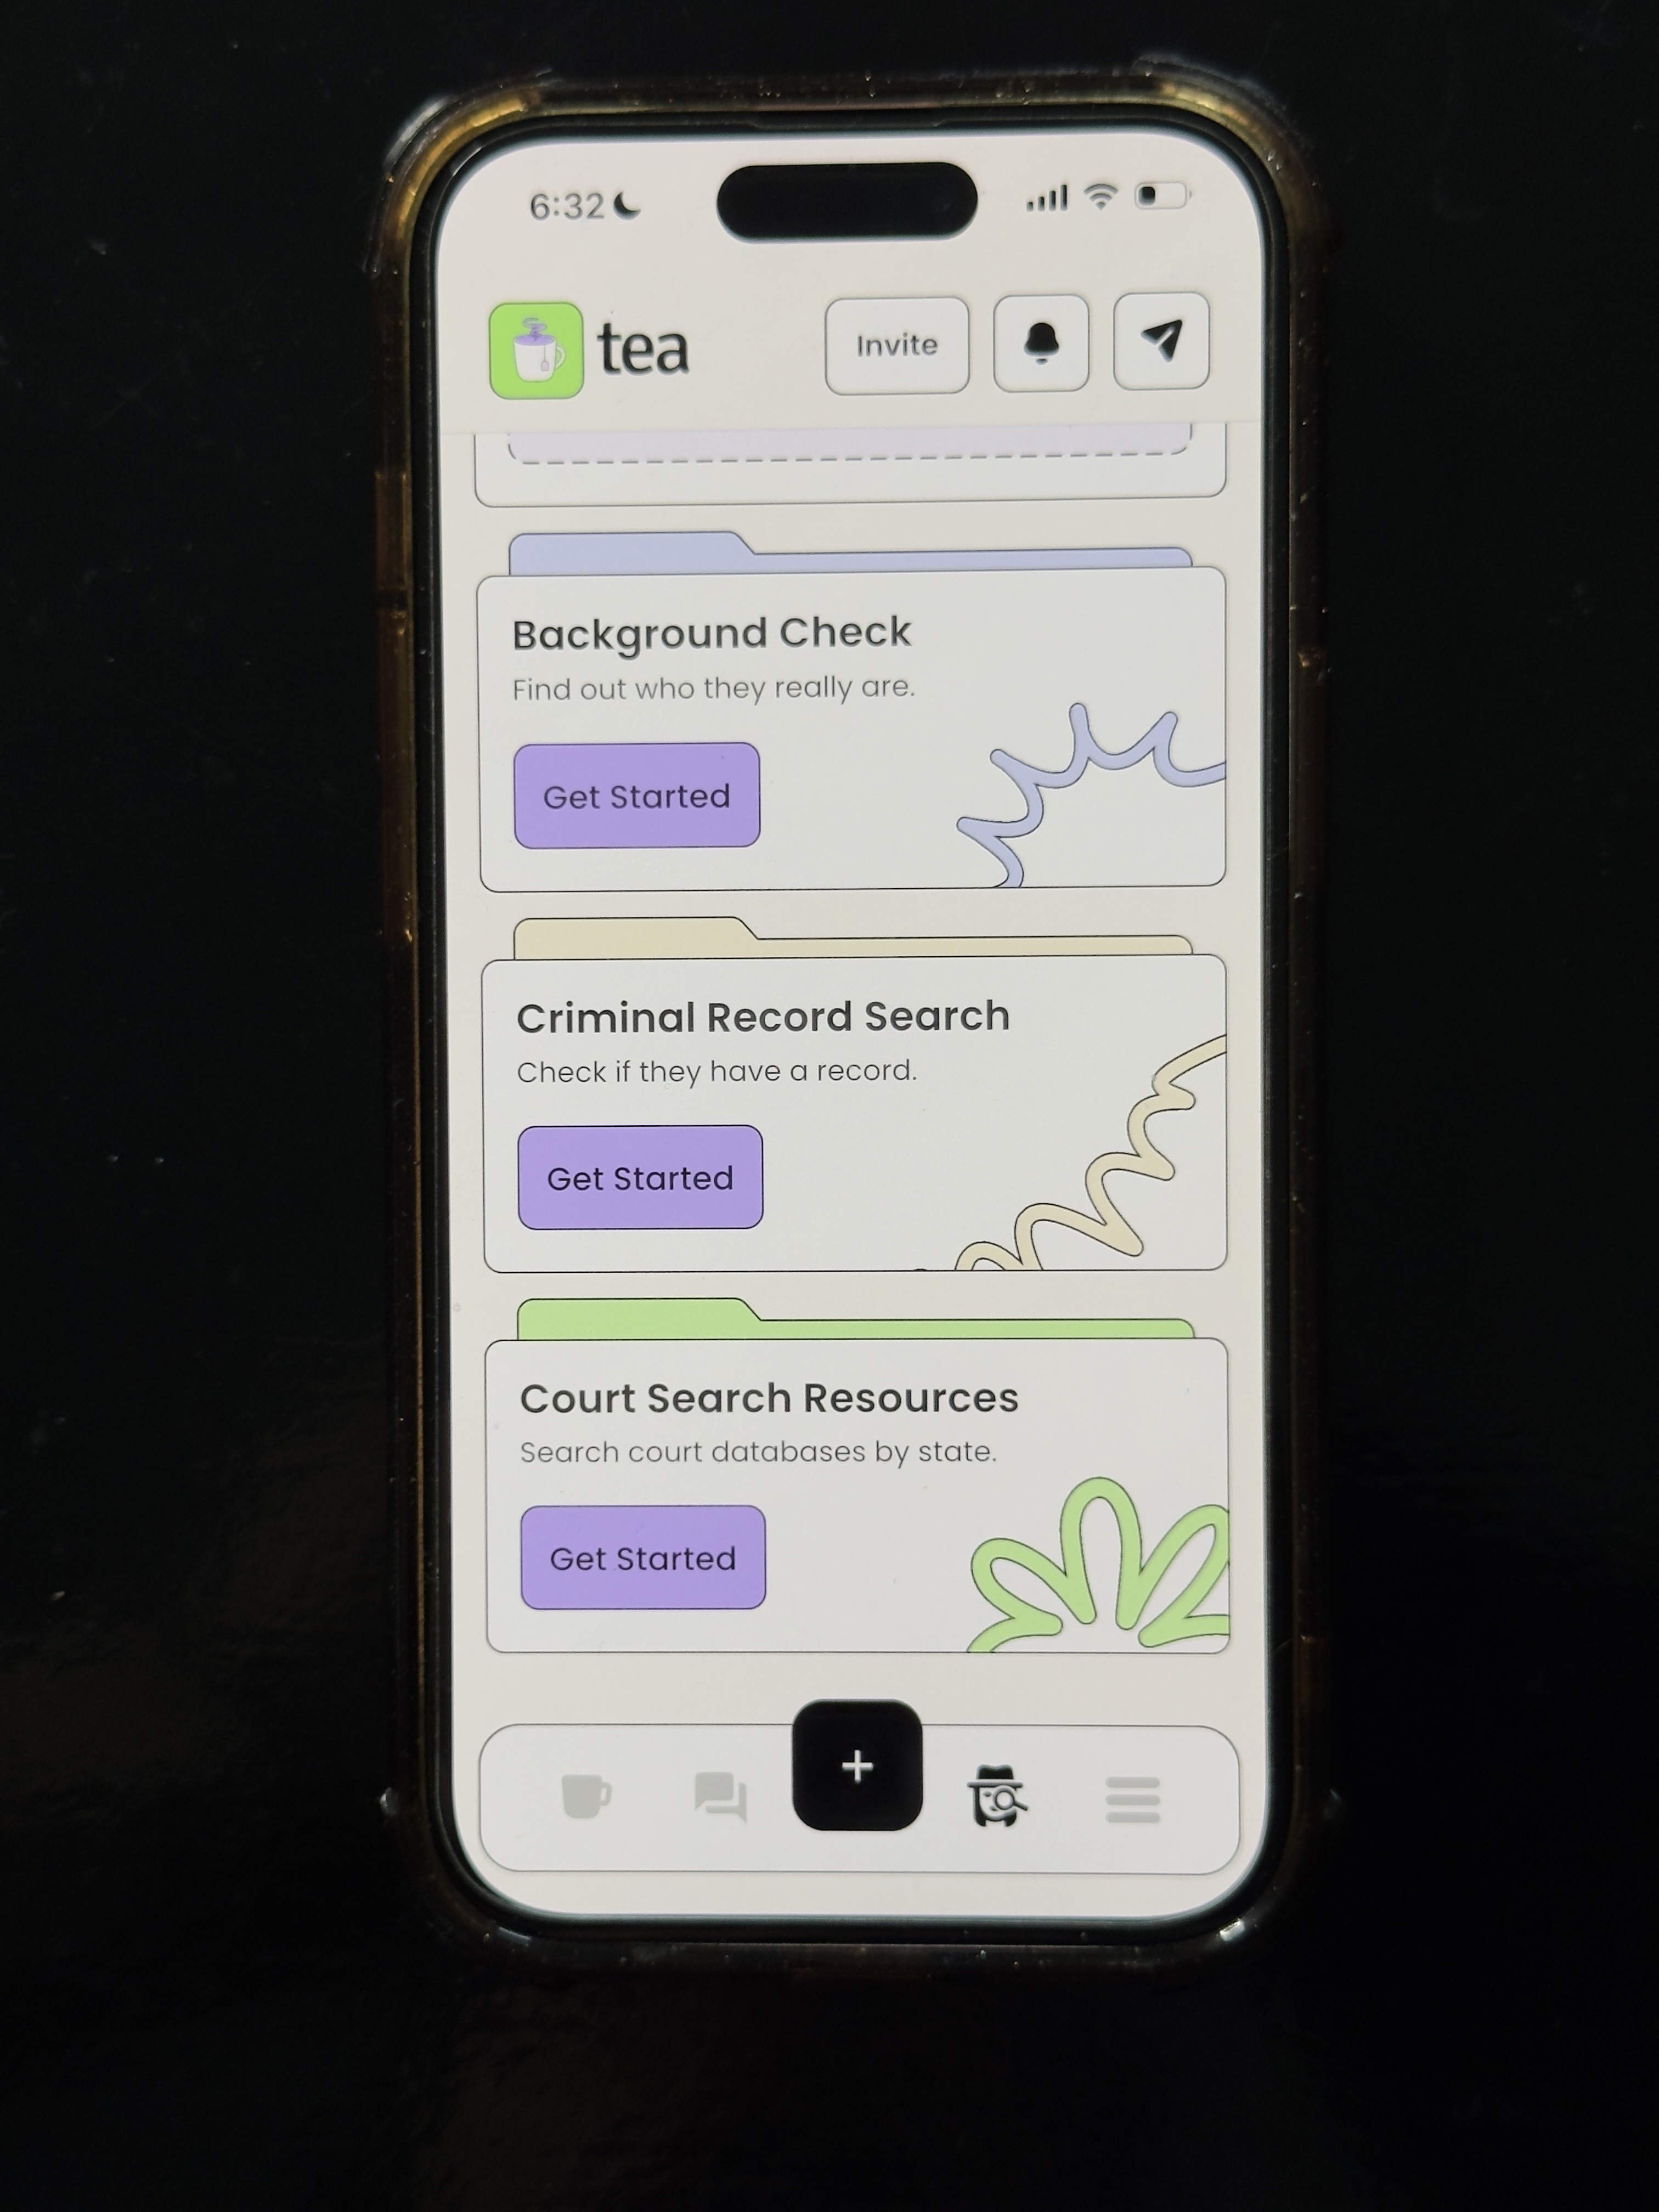 6:32
tea
Invite
Background Check
Find out who they really are.
Get Started
Criminal Record Search
Check if they have a record.
Get Started
Court Search Resources
Search court databases by state.
Get Started
+